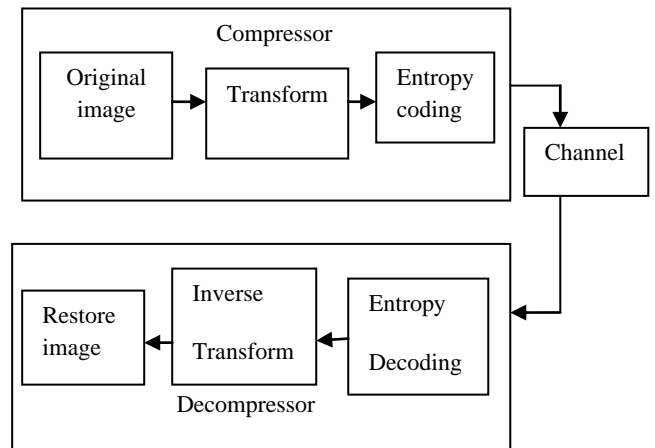 Compressor
Original
image
Transform
Entropy
coding
Channel
Restore
image
Inverse
Transform
Entropy
Decoding
Decompressor